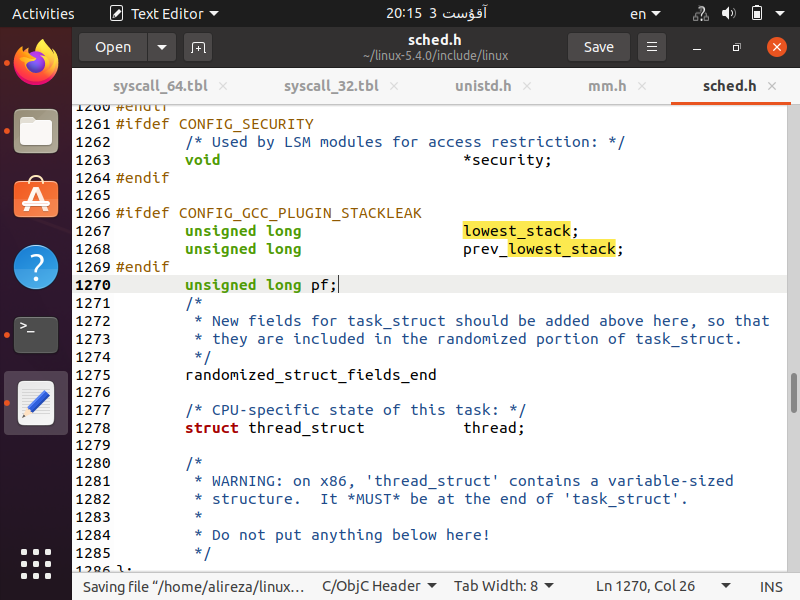 Activities Text Editor 20:15 3 آقۇست en
Open sched.h Save
~/linux-5.4.0/include/linux
syscall_64.tbl × syscall_32.tbl × unistd.h × mm.h × sched.h ×
1260 #endif
1261 #ifdef CONFIG_SECURITY
1262 /* Used by LSM modules for access restriction: */
1263 void *security;
1264 #endif
1265
1266 #ifdef CONFIG_GCC_PLUGIN_STACKLEAK
1267 unsigned long lowest_stack;
1268 unsigned long prev_lowest_stack;
1269 #endif
1270 unsigned long pf;
1271 /*
1272 * New fields for task_struct should be added above here, so that
1273 * they are included in the randomized portion of task_struct.
1274 */
1275 randomized_struct_fields_end
1276
1277 /* CPU-specific state of this task: */
1278 struct thread_struct thread;
1279
1280 /*
1281 * WARNING: on x86, 'thread_struct' contains a variable-sized
1282 * structure. It *MUST* be at the end of 'task_struct'.
1283 *
1284 * Do not put anything below here!
1285 */
1286 };
Saving file “/home/alireza/linux… C/ObjC Header Tab Width: 8 Ln 1270, Col 26 INS